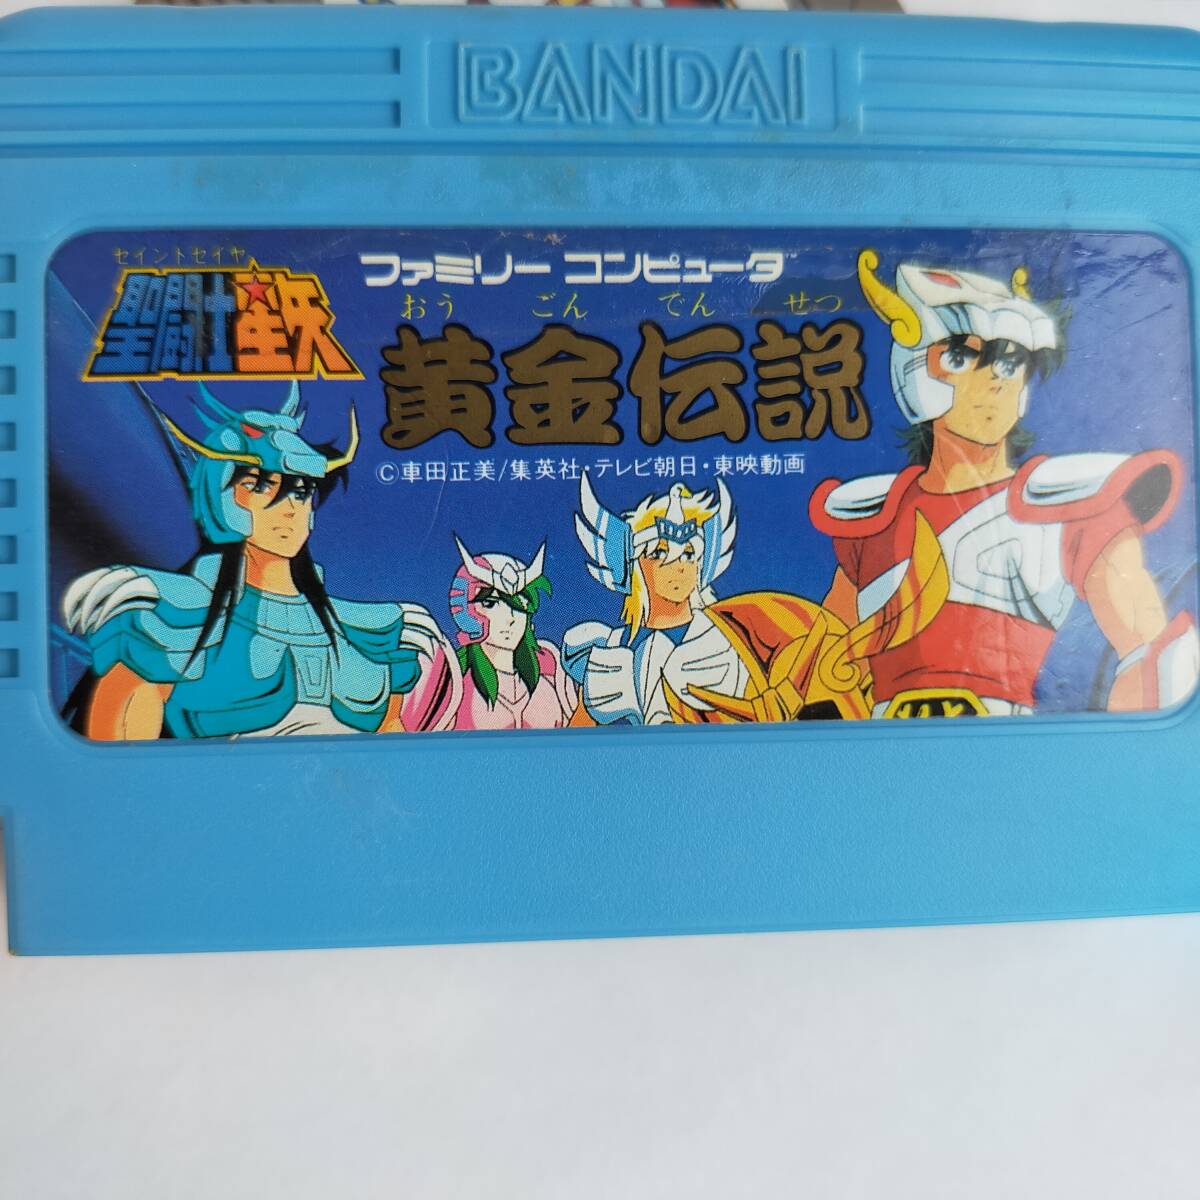 BANDAI
セイントセイヤ
聖闘士星矢
ファミリーコンピュータ
おうごんでんせつ
黄金伝説
©車田正美/集英社・テレビ朝日・東映動画